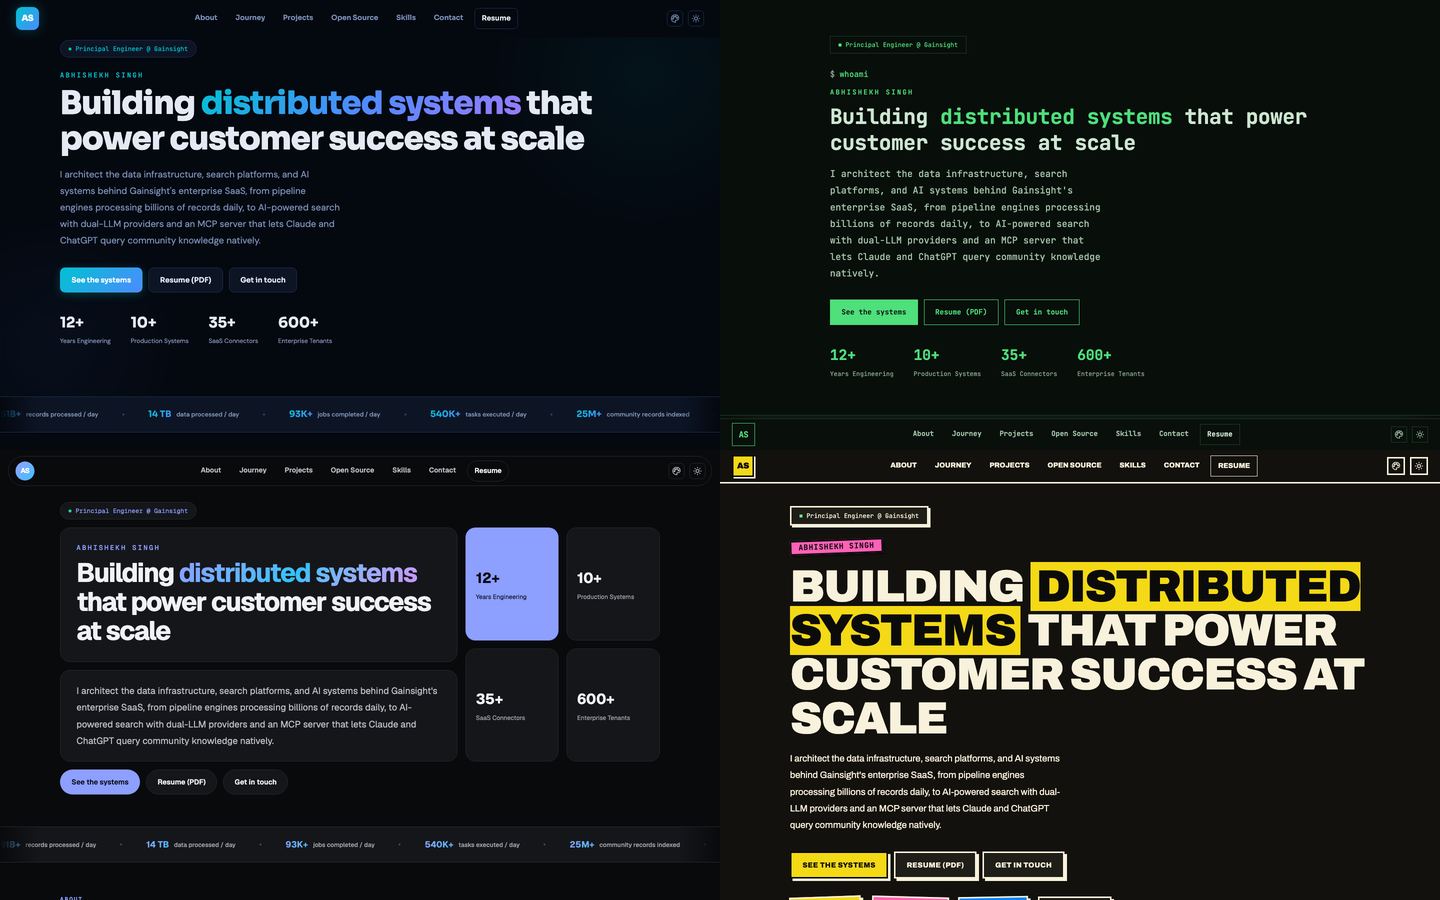 AS
About Journey Projects Open Source Skills Contact Resume
Principal Engineer @ Gainsight
ABHISHEKH SINGH
Building distributed systems that
power customer success at scale
I architect the data infrastructure, search platforms, and AI
systems behind Gainsight's enterprise SaaS, from pipeline
engines processing billions of records daily, to AI-powered search
with dual-LLM providers and an MCP server that lets Claude and
ChatGPT query community knowledge natively.
See the systems Resume (PDF) Get in touch
12+ 10+ 35+ 600+
Years Engineering Production Systems SaaS Connectors Enterprise Tenants
records processed / day • 14 TB data processed / day • 93K+ jobs completed / day • 540K+ tasks executed / day • 25M+ community records indexed
Principal Engineer @ Gainsight
$ whoami
ABHISHEKH SINGH
Building distributed systems that power
customer success at scale
I architect the data infrastructure, search
platforms, and AI systems behind Gainsight's
enterprise SaaS, from pipeline engines processing
billions of records daily, to AI-powered search
with dual-LLM providers and an MCP server that
lets Claude and ChatGPT query community knowledge
natively.
See the systems Resume (PDF) Get in touch
12+ 10+ 35+ 600+
Years Engineering Production Systems SaaS Connectors Enterprise Tenants
AS About Journey Projects Open Source Skills Contact Resume
AS
About Journey Projects Open Source Skills Contact Resume
Principal Engineer @ Gainsight
ABHISHEKH SINGH
Building distributed systems
that power customer success
at scale
I architect the data infrastructure, search platforms, and AI systems behind Gainsight's
enterprise SaaS, from pipeline engines processing billions of records daily, to AI-
powered search with dual-LLM providers and an MCP server that lets Claude and
ChatGPT query community knowledge natively.
12+
Years Engineering
10+
Production Systems
35+
SaaS Connectors
600+
Enterprise Tenants
See the systems Resume (PDF) Get in touch
records processed / day • 14 TB data processed / day • 93K+ jobs completed / day • 540K+ tasks executed / day • 25M+ community records indexed
ABOUT
AS ABOUT JOURNEY PROJECTS OPEN SOURCE SKILLS CONTACT RESUME
Principal Engineer @ Gainsight
ABHISHEKH SINGH
BUILDING DISTRIBUTED
SYSTEMS THAT POWER
CUSTOMER SUCCESS AT
SCALE
I architect the data infrastructure, search platforms, and AI systems
behind Gainsight's enterprise SaaS, from pipeline engines
processing billions of records daily, to AI-powered search with dual-
LLM providers and an MCP server that lets Claude and ChatGPT
query community knowledge natively.
SEE THE SYSTEMS RESUME (PDF) GET IN TOUCH